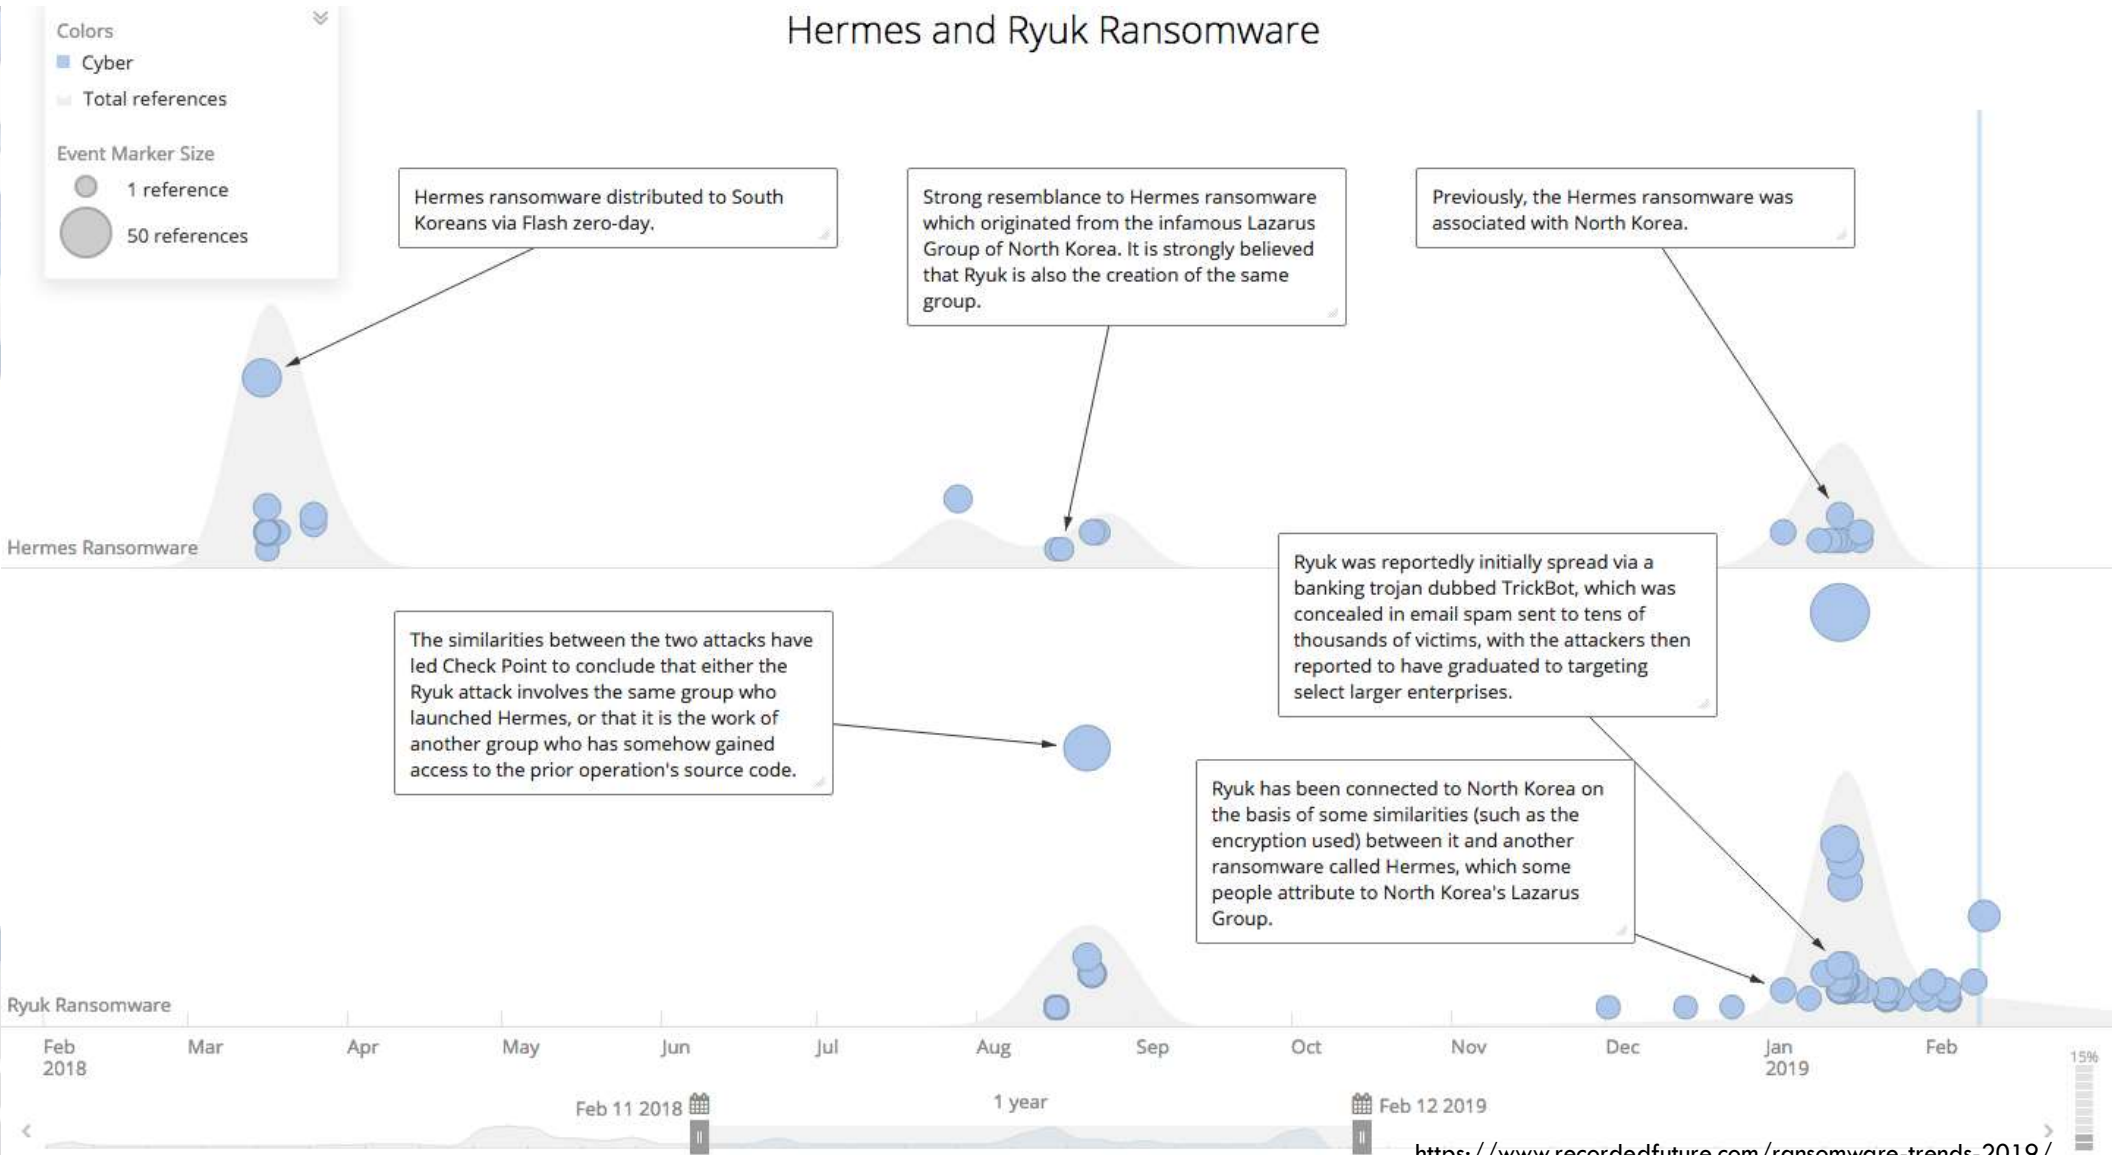 Hermes and Ryuk Ransomware
Colors
Cyber
Total references
Event Marker Size
1 reference
50 references
Hermes ransomware distributed to South
Koreans via Flash zero-day.
Strong resemblance to Hermes ransomware
which originated from the infamous Lazarus
Group of North Korea. It is strongly believed
that Ryuk is also the creation of the same
group.
Previously, the Hermes ransomware was
associated with North Korea.
Hermes Ransomware
The similarities between the two attacks have
led Check Point to conclude that either the
Ryuk attack involves the same group who
launched Hermes, or that it is the work of
another group who has somehow gained
access to the prior operation's source code.
Ryuk was reportedly initially spread via a
banking trojan dubbed TrickBot, which was
concealed in email spam sent to tens of
thousands of victims, with the attackers then
reported to have graduated to targeting
select larger enterprises.
Ryuk has been connected to North Korea on
the basis of some similarities (such as the
encryption used) between it and another
ransomware called Hermes, which some
people attribute to North Korea's Lazarus
Group.
Ryuk Ransomware
Feb Mar Apr May Jun Jul Aug Sep Oct Nov Dec Jan Feb
2018 2019
15%
Feb 11 2018 1 year Feb 12 2019
https://www.recordedfuture.com/ransomware-trends-2019/